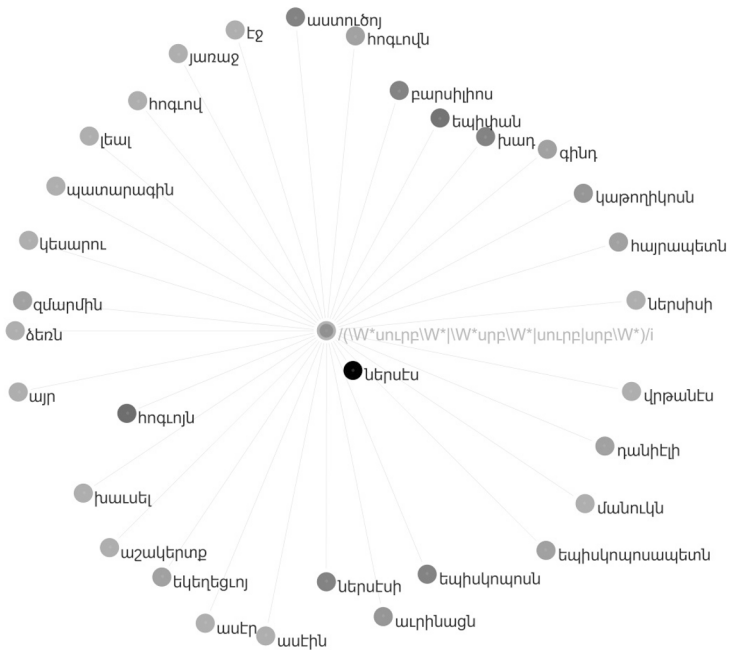 աստուծոյ
էջ
հոգւովն
յառաջ
բարսիլիոս
հոգւով
եպիփան
լեալ
խադ
գինդ
պատարագին
կաթողիկոսն
կեսարու
հայրապետն
զմարմին
ներսիսի
ձեռն
/(\W*սուրբ\W*|\W*սրբ\W*|սուրբ|սրբ\W*)/i
ներսէս
այր
վրթանէս
հոգւոյն
դանիէլի
խաւսել
մանուկն
աշակերտք
եպիսկոպոսապետն
եկեղեցւոյ
ներսէսի
եպիսկոպոսն
աւրինացն
ասէր
ասէին